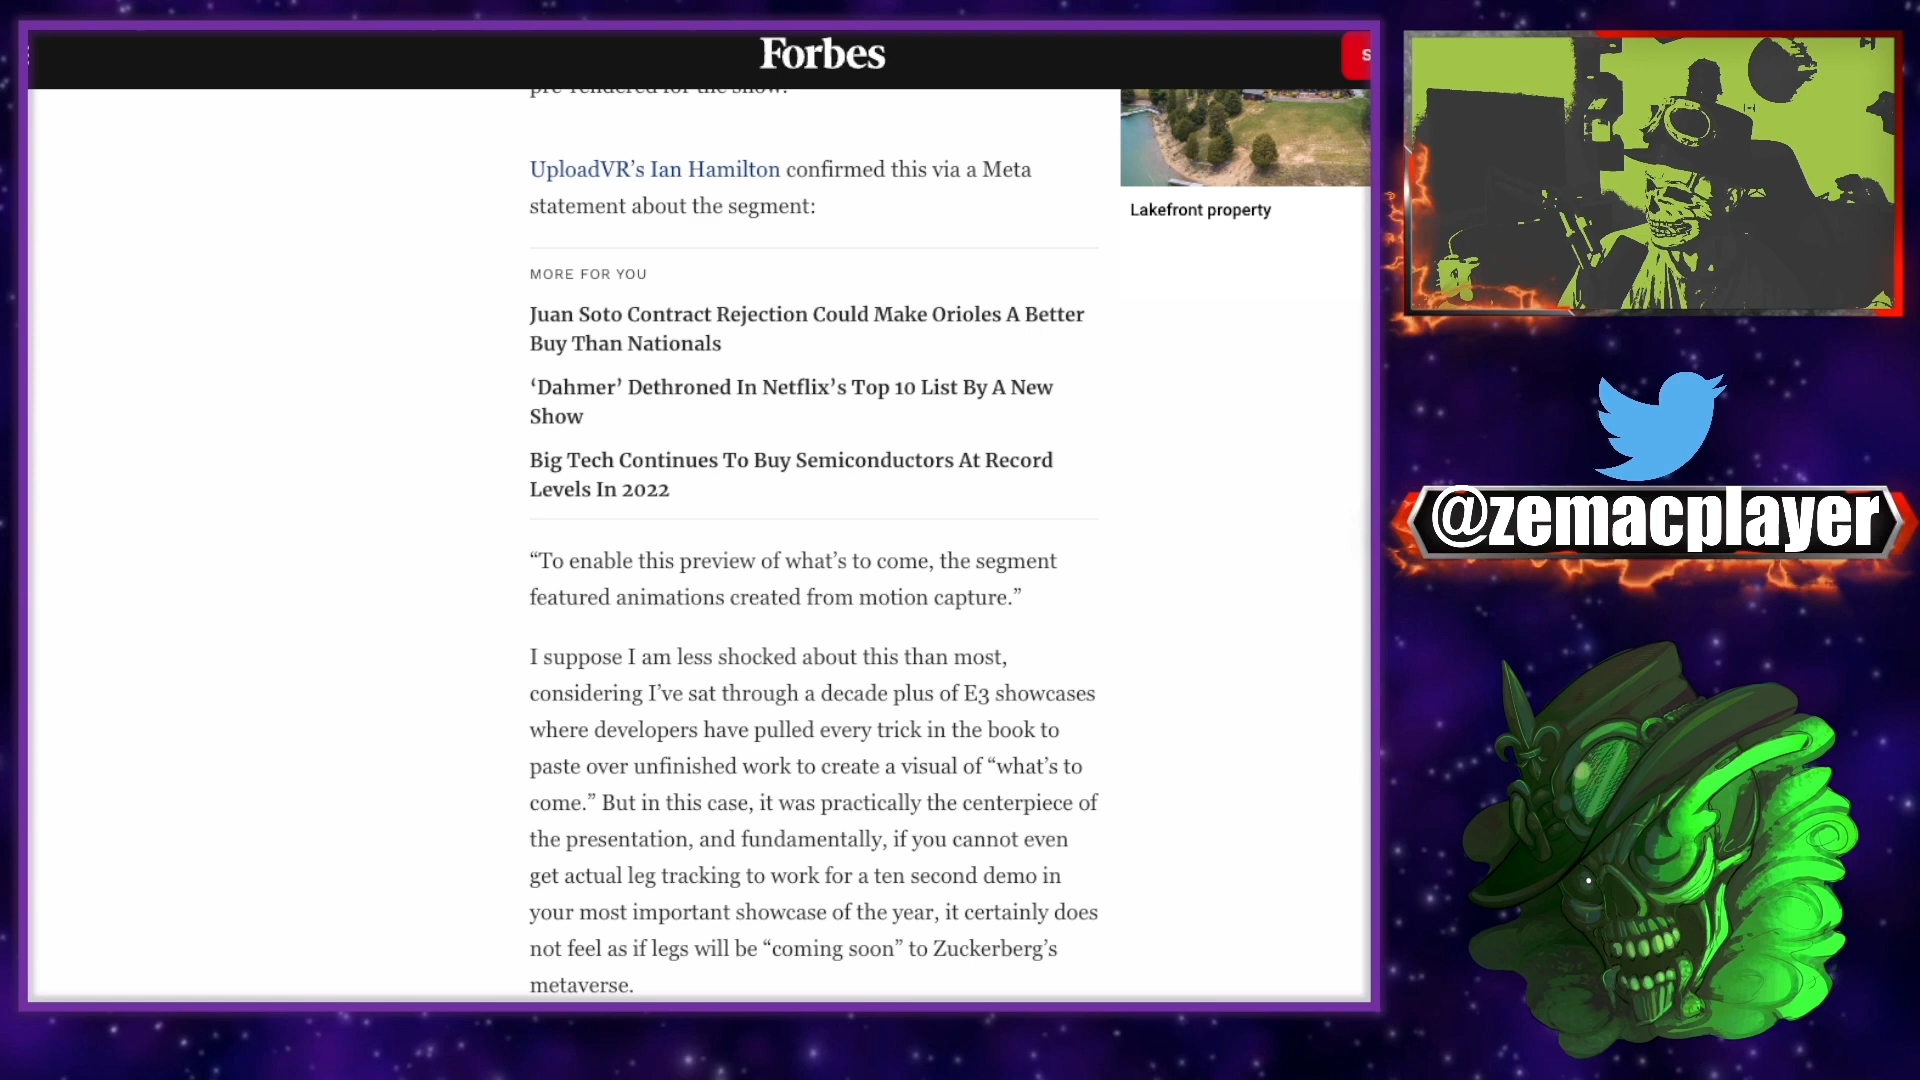 Forbes
S
pre-rendered for the show.
UploadVR’s Ian Hamilton confirmed this via a Meta
statement about the segment:
Lakefront property
MORE FOR YOU
Juan Soto Contract Rejection Could Make Orioles A Better
Buy Than Nationals
‘Dahmer’ Dethroned In Netflix’s Top 10 List By A New
Show
Big Tech Continues To Buy Semiconductors At Record
Levels In 2022
“To enable this preview of what’s to come, the segment
featured animations created from motion capture.”
I suppose I am less shocked about this than most,
considering I’ve sat through a decade plus of E3 showcases
where developers have pulled every trick in the book to
paste over unfinished work to create a visual of “what’s to
come.” But in this case, it was practically the centerpiece of
the presentation, and fundamentally, if you cannot even
get actual leg tracking to work for a ten second demo in
your most important showcase of the year, it certainly does
not feel as if legs will be “coming soon” to Zuckerberg’s
metaverse.
@zemacplayer